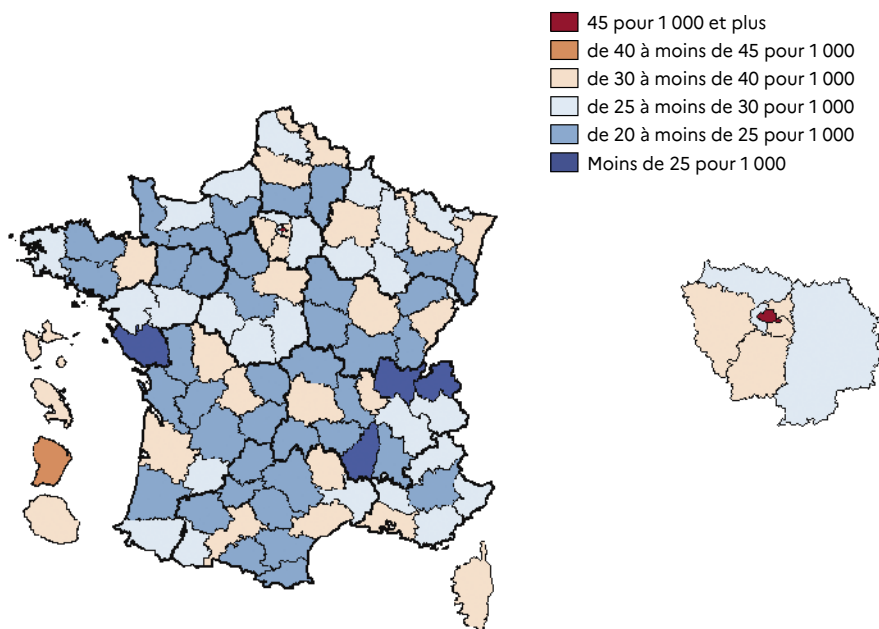 45 pour 1 000 et plus
de 40 à moins de 45 pour 1 000
de 30 à moins de 40 pour 1 000
de 25 à moins de 30 pour 1 000
de 20 à moins de 25 pour 1 000
Moins de 25 pour 1 000